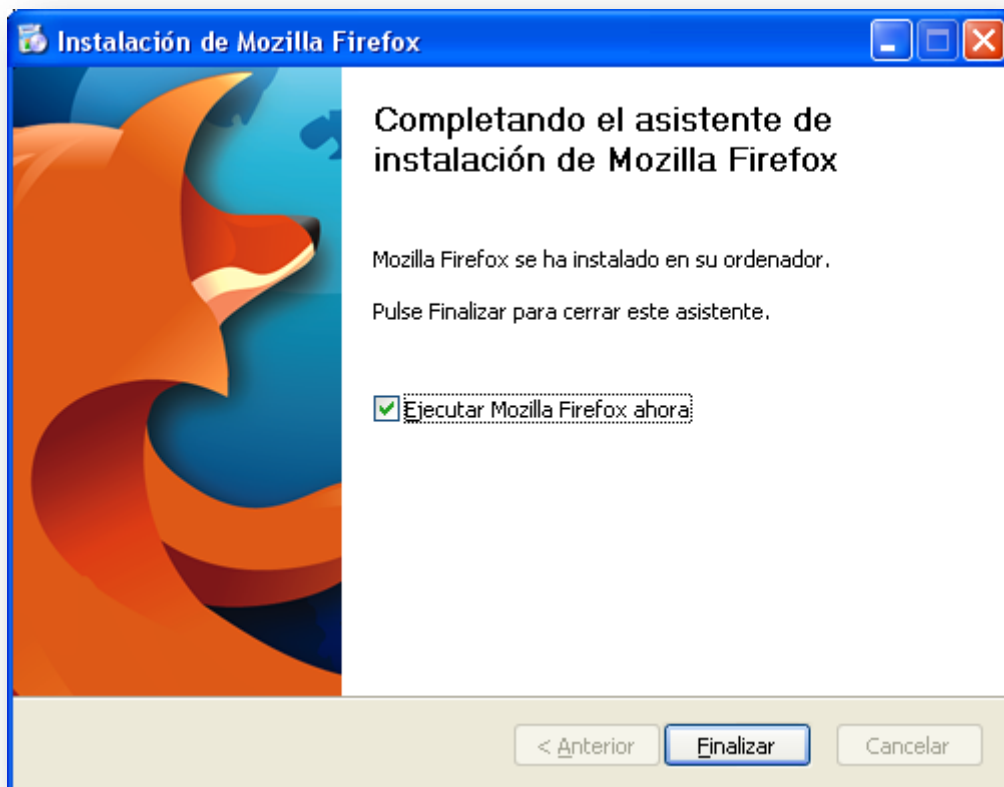 Instalación de Mozilla Firefox
Completando el asistente de
instalación de Mozilla Firefox
Mozilla Firefox se ha instalado en su ordenador.
Pulse Finalizar para cerrar este asistente.
Ejecutar Mozilla Firefox ahora
< Anterior
Finalizar
Cancelar